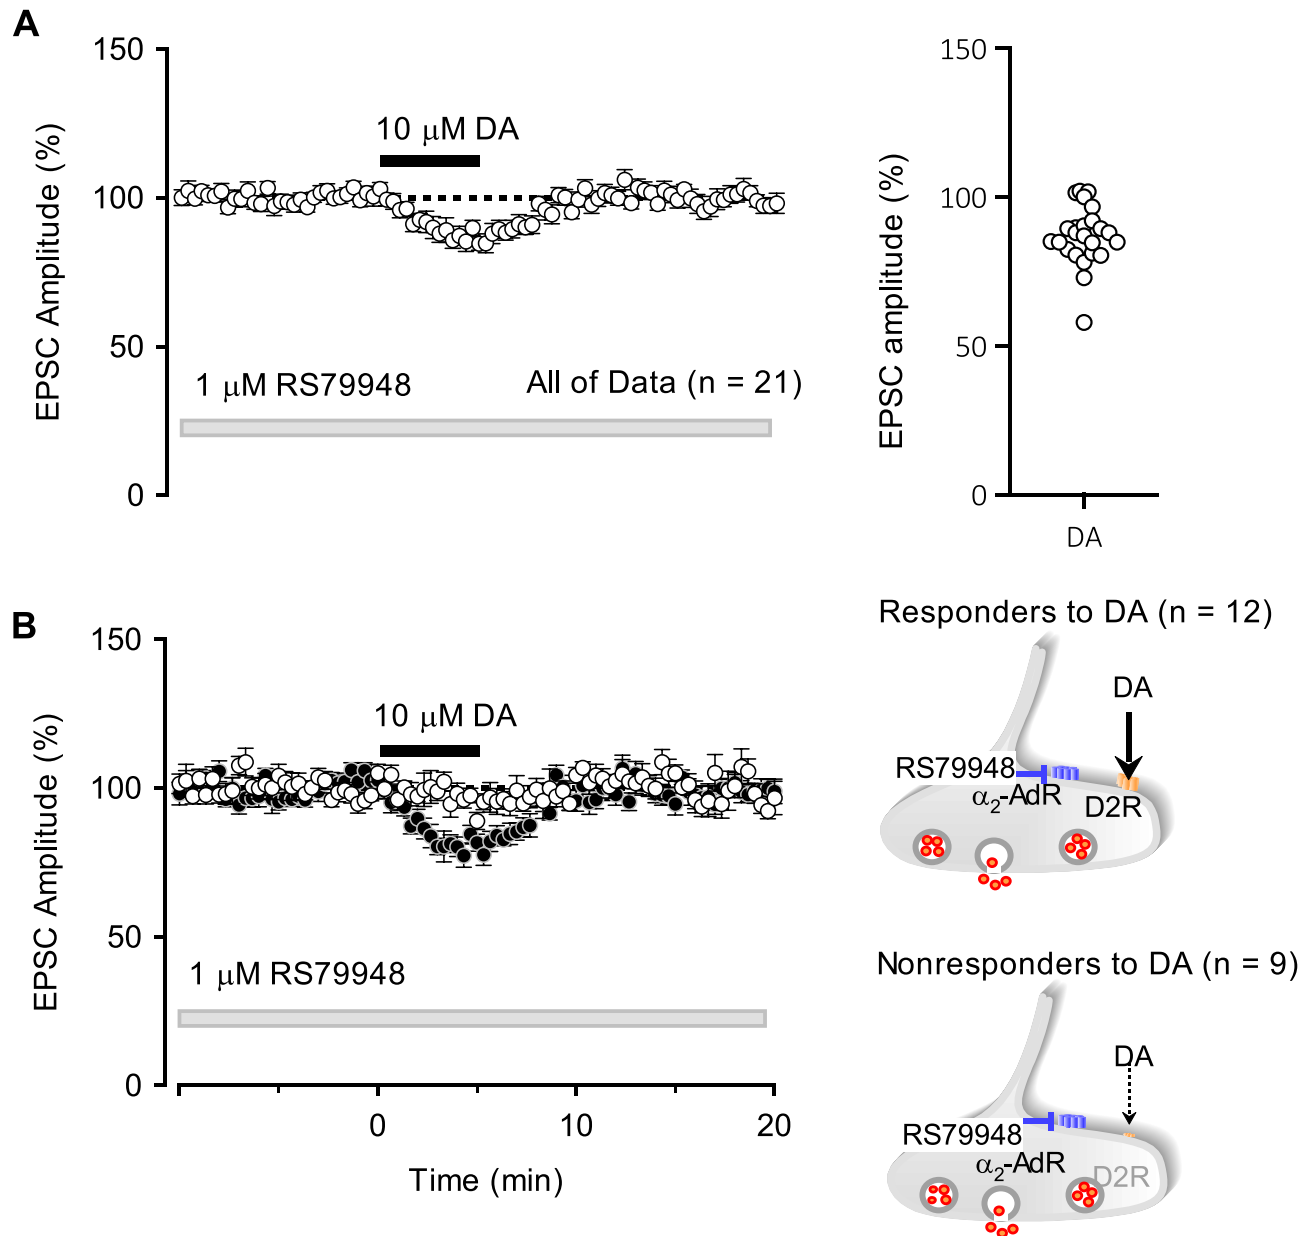 A
150
100
50
0
EPSC Amplitude (%)
10 μM DA
1 μM RS79948
All of Data (n = 21)
150
100
50
0
EPSC amplitude (%)
DA
B
150
100
50
0
EPSC Amplitude (%)
10 μM DA
1 μM RS79948
0
10
20
Time (min)
Responders to DA (n = 12)
DA
RS79948
α2-AdR
D2R
Nonresponders to DA (n = 9)
DA
RS79948
α2-AdR
D2R